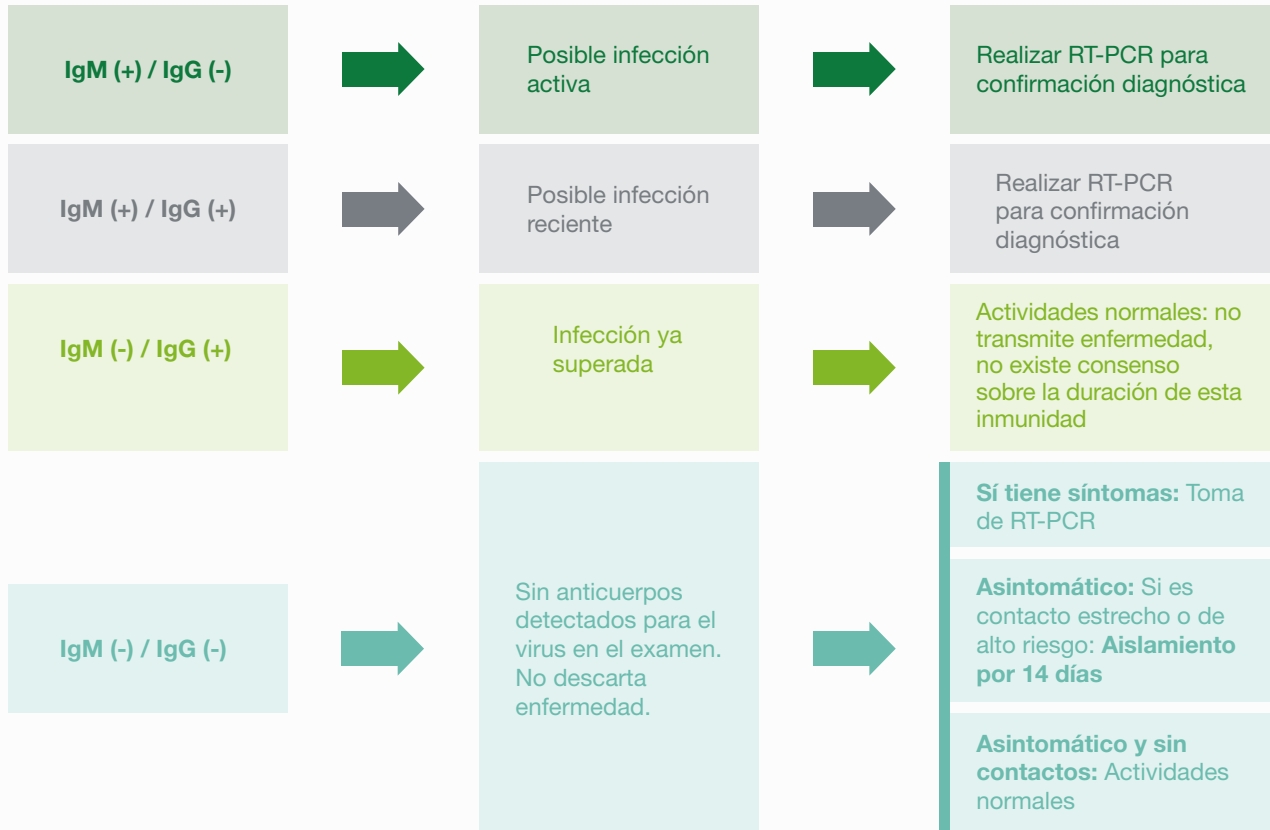 IgM (+) / IgG (-)
Posible infección
activa
Realizar RT-PCR para
confirmación diagnóstica
IgM (+) / IgG (+)
Posible infección
reciente
Realizar RT-PCR
para confirmación
diagnóstica
IgM (-) / IgG (+)
Infección ya
superada
Actividades normales: no
transmite enfermedad,
no existe consenso
sobre la duración de esta
inmunidad
IgM (-) / IgG (-)
Sin anticuerpos
detectados para el
virus en el examen.
No descarta
enfermedad.
Sí tiene síntomas: Toma
de RT-PCR
Asintomático: Si es
contacto estrecho o de
alto riesgo: Aislamiento
por 14 días
Asintomático y sin
contactos: Actividades
normales